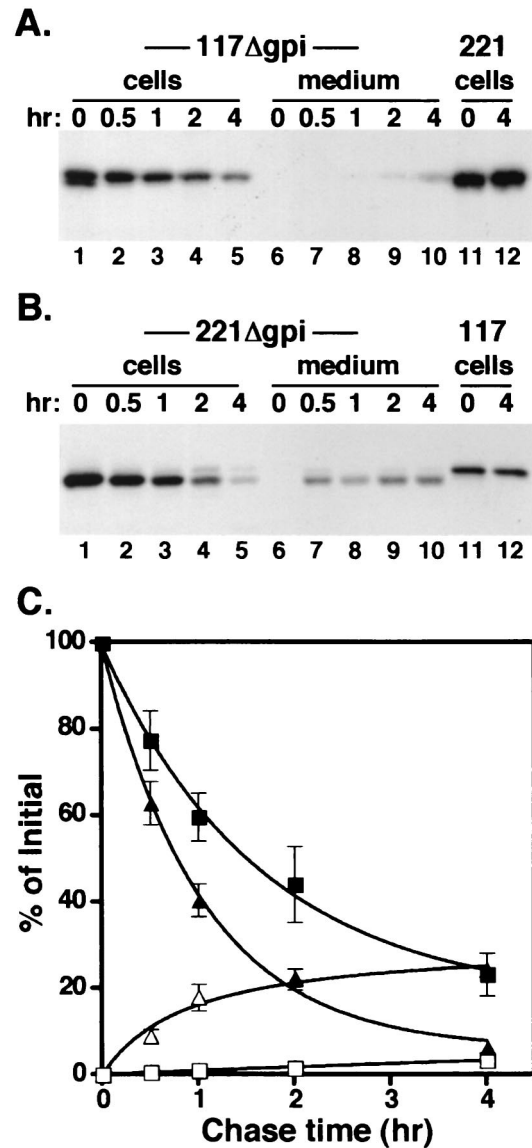 A.
117Δgpi 221
cells medium cells
hr: 0 0.5 1 2 4 0 0.5 1 2 4 0 4
1 2 3 4 5 6 7 8 9 10 11 12
B.
221Δgpi 117
cells medium cells
hr: 0 0.5 1 2 4 0 0.5 1 2 4 0 4
1 2 3 4 5 6 7 8 9 10 11 12
C.
100
80
60
40
20
0
% of Initial
0 1 2 3 4
Chase time (hr)